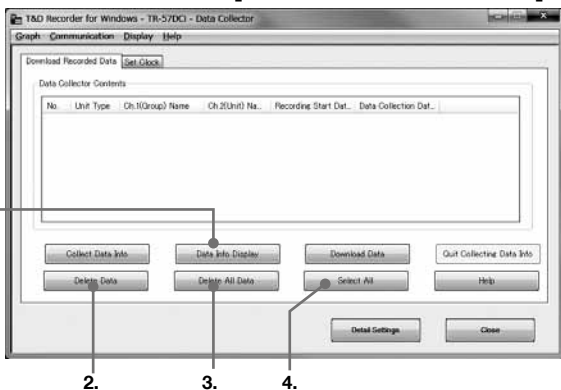 T&D Recorder for Windows - TR-57DCi - Data Collector
Graph Communication Display Help
Download Recorded Data Set Clock
Data Collector Contents
No. Unit Type Ch.1(Group) Name Ch.2(Unit) Na... Recording Start Dat... Data Collection Dat...
Collect Data Info Data Info Display Download Data Quit Collecting Data Info
Delete Data Delete All Data Select All Help
Detail Settings Close
2. 3. 4.